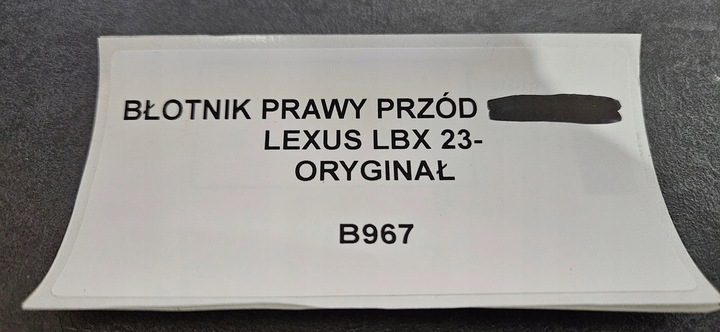 BŁOTNIK PRAWY PRZÓD
LEXUS LBX 23-
ORYGINAŁ
B967